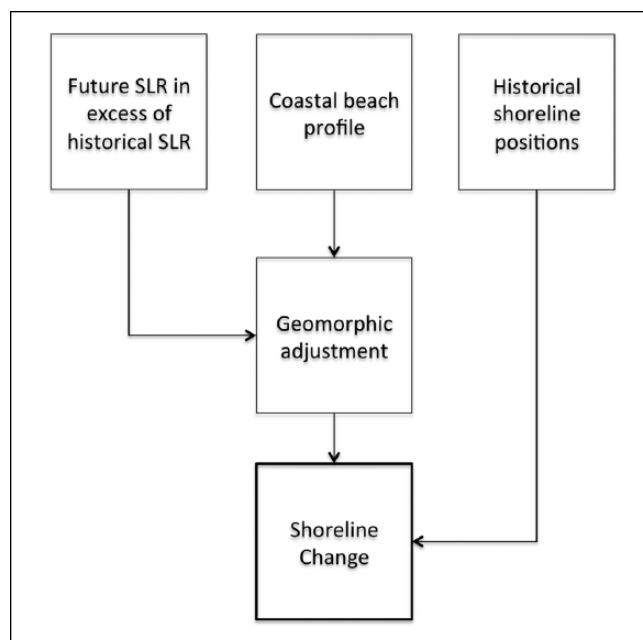 Future SLR in
excess of
historical SLR
Coastal beach
profile
Historical
shoreline
positions
Geomorphic
adjustment
Shoreline
Change